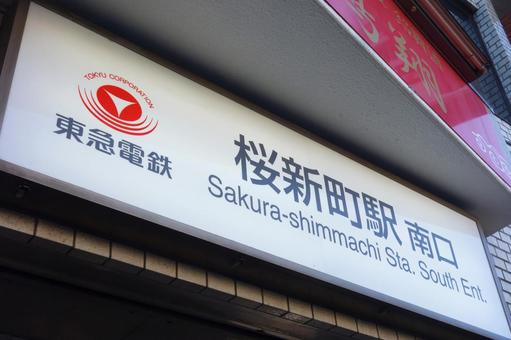 TOKYU CORPORATION
東急電鉄
桜新町駅 南口
Sakura-shimmachi Sta. South Ent.